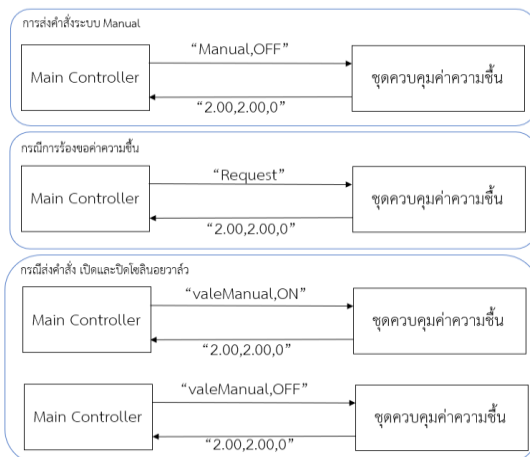 การส่งคำสั่งระบบ Manual
“Manual,OFF”
Main Controller
ชุดควบคุมค่าความชื้น
“2.00,2.00,0”
กรณีการร้องขอค่าความชื้น
“Request”
Main Controller
ชุดควบคุมค่าความชื้น
“2.00,2.00,0”
กรณีส่งคำสั่ง เปิดและปิดโซลินอยวาล์ว
“valeManual,ON”
Main Controller
ชุดควบคุมค่าความชื้น
“2.00,2.00,0”
“valeManual,OFF”
Main Controller
ชุดควบคุมค่าความชื้น
“2.00,2.00,0”